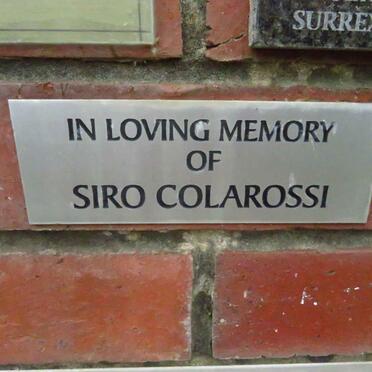 SURREY
IN LOVING MEMORY
OF
SIRO COLAROSSI